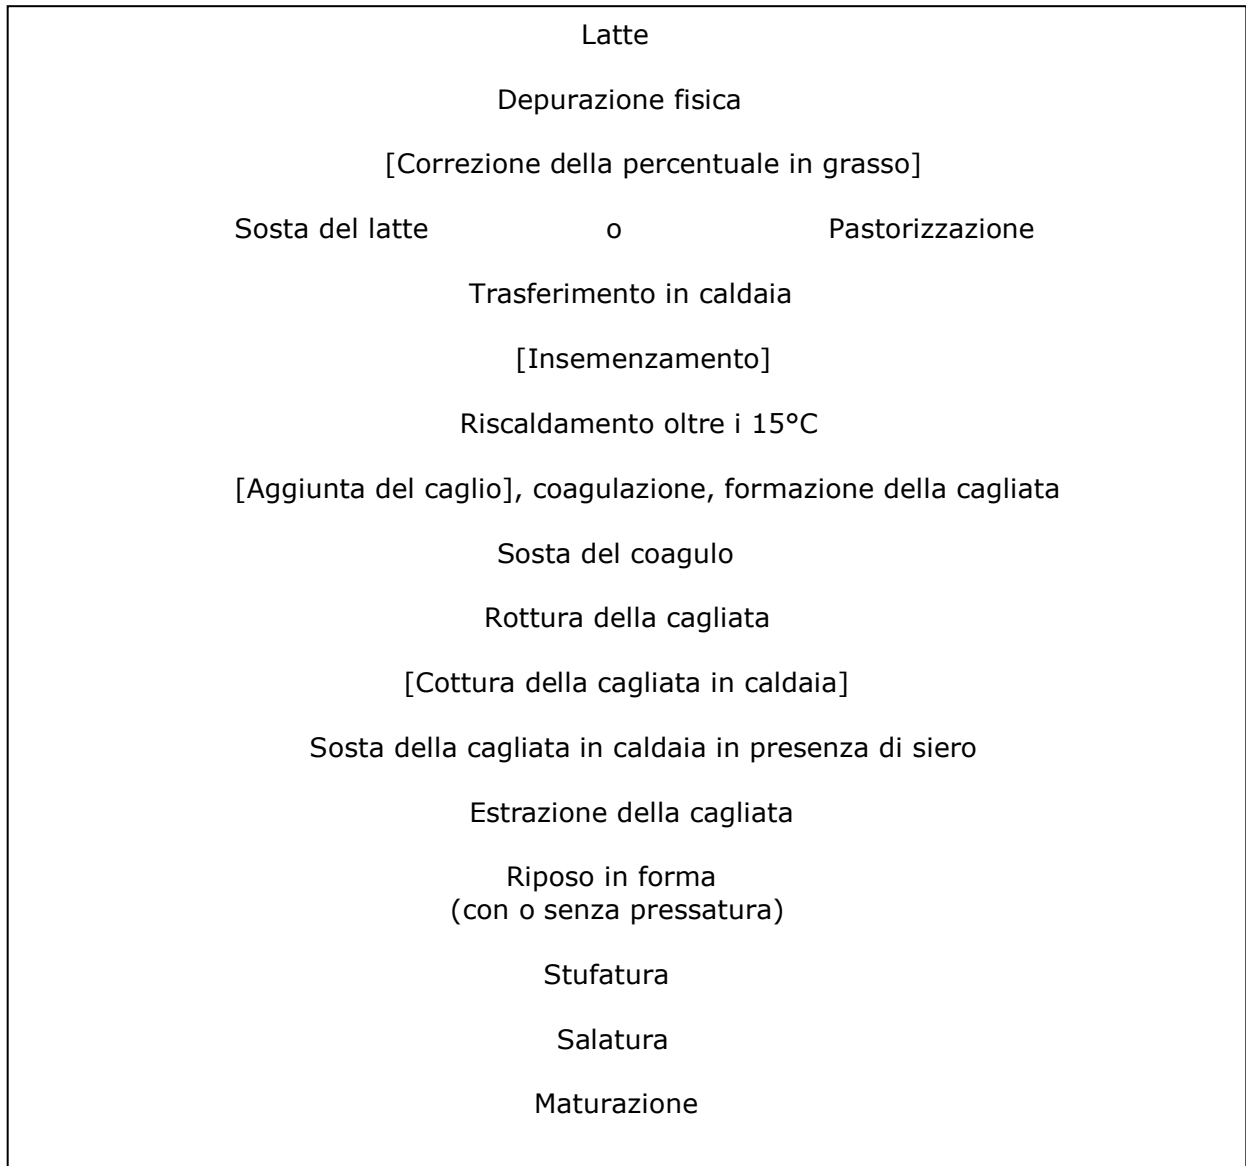 Latte
Depurazione fisica
[Correzione della percentuale in grasso]
Sosta del latte o Pastorizzazione
Trasferimento in caldaia
[Insemenzamento]
Riscaldamento oltre i 15°C
[Aggiunta del caglio], coagulazione, formazione della cagliata
Sosta del coagulo
Rottura della cagliata
[Cottura della cagliata in caldaia]
Sosta della cagliata in caldaia in presenza di siero
Estrazione della cagliata
Riposo in forma
(con o senza pressatura)
Stufatura
Salatura
Maturazione